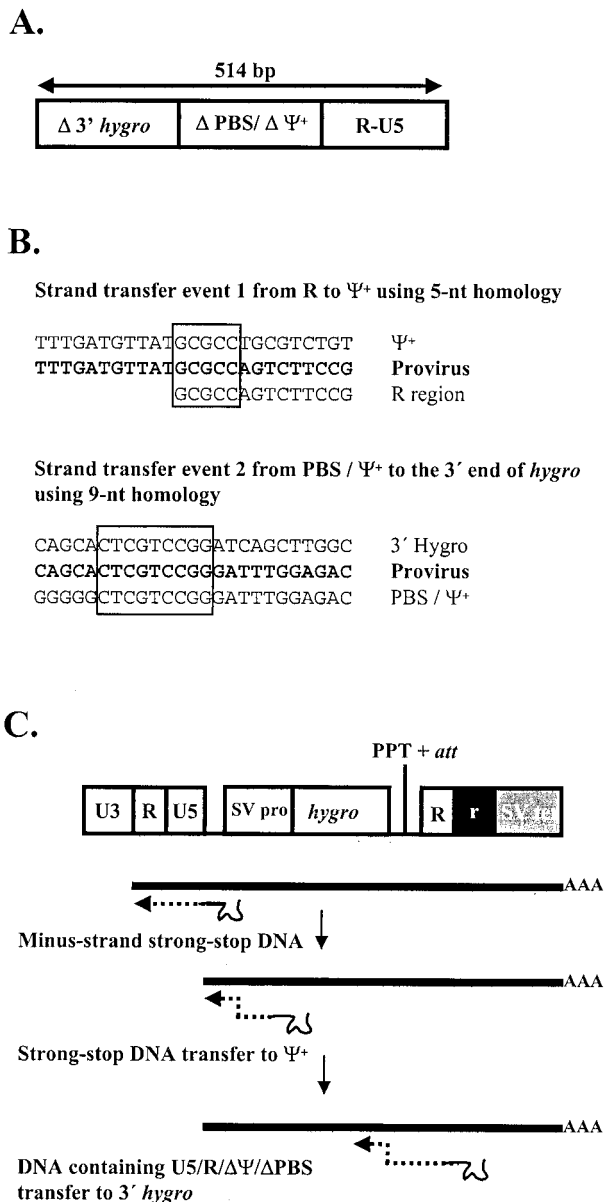 A.
514 bp
Δ 3' hygro Δ PBS/ Δ Ψ+ R-U5
B.
Strand transfer event 1 from R to Ψ+ using 5-nt homology
TTTGATGTTATGCGCCTGCGTCTGT Ψ+
TTTGATGTTATGCGCCAGTCTTCCG Provirus
GCGCCAGTCTTCCG R region
Strand transfer event 2 from PBS / Ψ+ to the 3′ end of hygro
using 9-nt homology
CAGCACTCGTCCGGATCAGCTTGGC 3′ Hygro
CAGCACTCGTCCGGGATTTGGAGAC Provirus
GGGGGCTCGTCCGGGATTTGGAGAC PBS / Ψ+
C.
PPT + att
U3 R U5 SV pro hygro R r
AAA
Minus-strand strong-stop DNA
AAA
Strong-stop DNA transfer to Ψ+
AAA
DNA containing U5/R/ΔΨ/ΔPBS
transfer to 3′ hygro